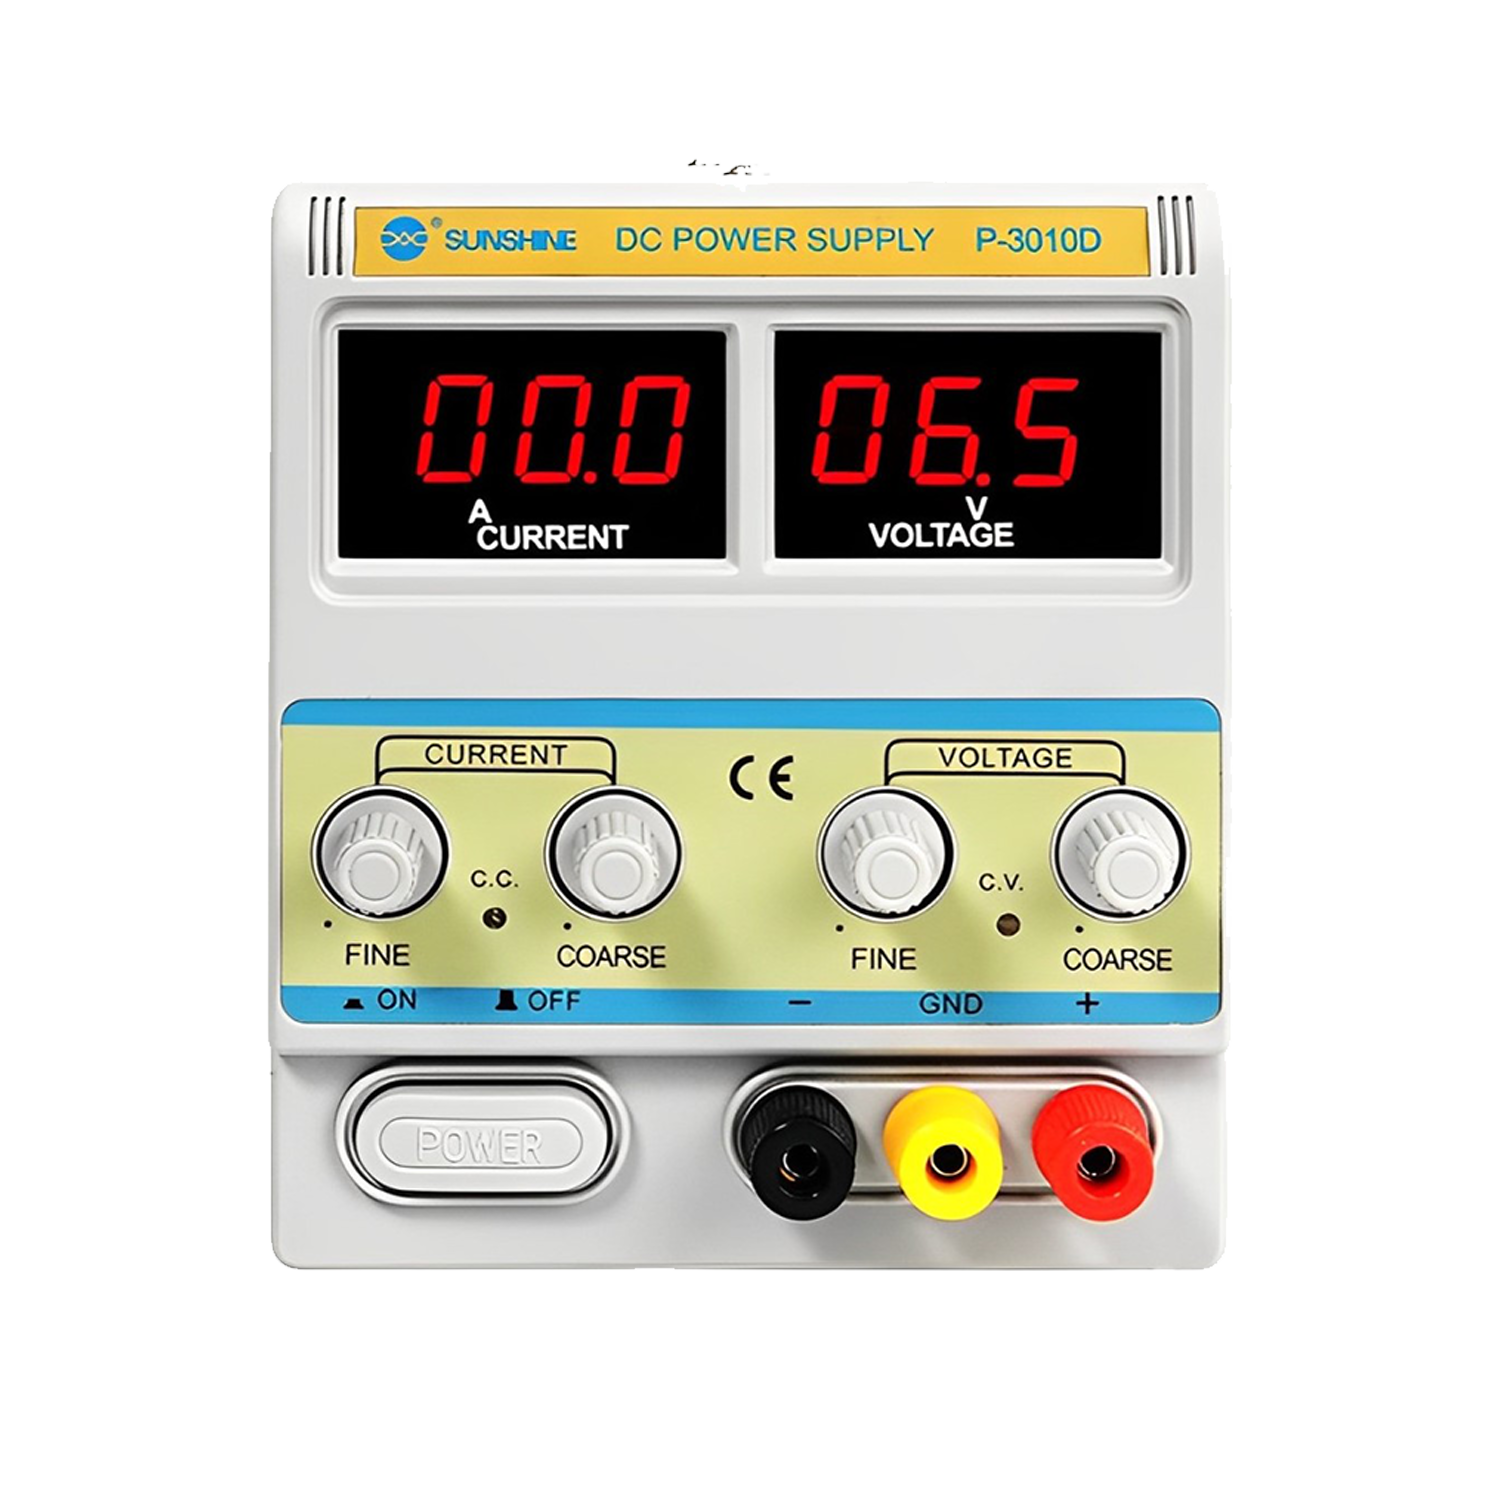 ® SUNSHINE DC POWER SUPPLY P-3010D
00.0 06.5
A V
CURRENT VOLTAGE
CURRENT CE VOLTAGE
C.C. C.V.
FINE COARSE FINE COARSE
ON OFF − GND +
POWER